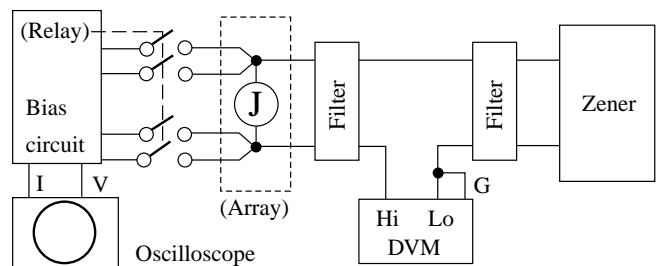 (Relay)
Bias
circuit
I
V
Oscilloscope
J
(Array)
Filter
Hi
Lo
DVM
G
Filter
Zener